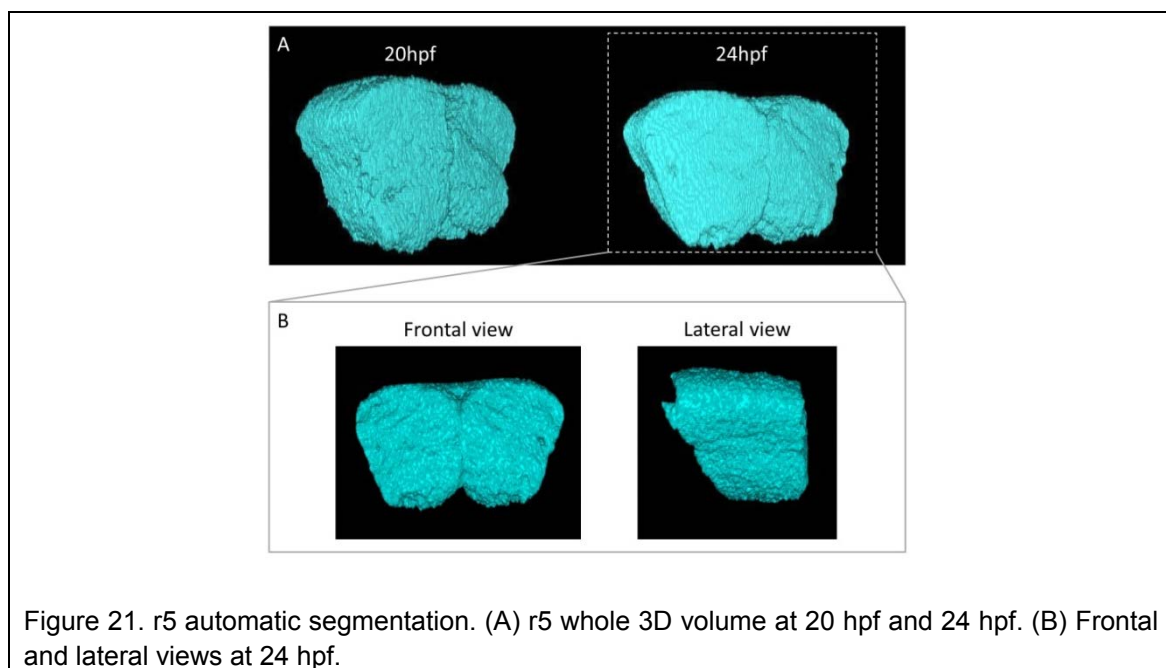 A
20hpf
24hpf
B
Frontal view
Lateral view
Figure 21. r5 automatic segmentation. (A) r5 whole 3D volume at 20 hpf and 24 hpf. (B) Frontal
and lateral views at 24 hpf.